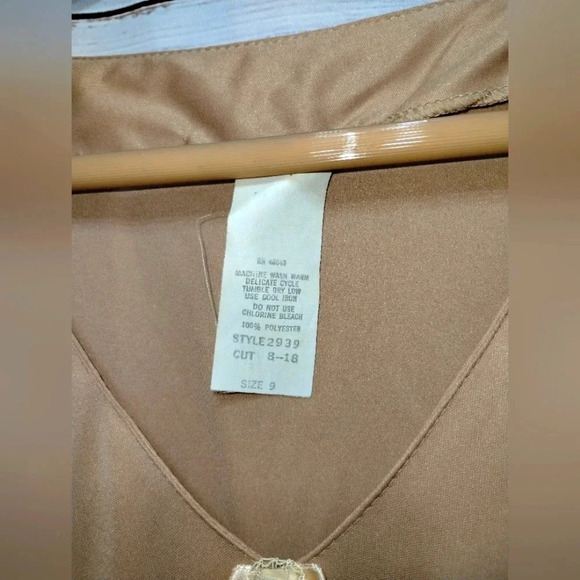 RN
MACHINE WASH WARM
DELICATE CYCLE
TUMBLE DRY LOW
USE COOL IRON
DO NOT USE
CHLORINE BLEACH
100% POLYESTER
STYLE2939
CUT 8--18
SIZE 9